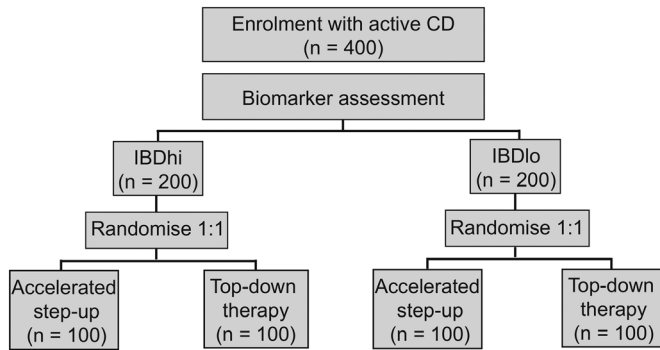 Enrolment with active CD
(n = 400)
Biomarker assessment
IBDhi
(n = 200)
IBDlo
(n = 200)
Randomise 1:1
Randomise 1:1
Accelerated
step-up
(n = 100)
Top-down
therapy
(n = 100)
Accelerated
step-up
(n = 100)
Top-down
therapy
(n = 100)